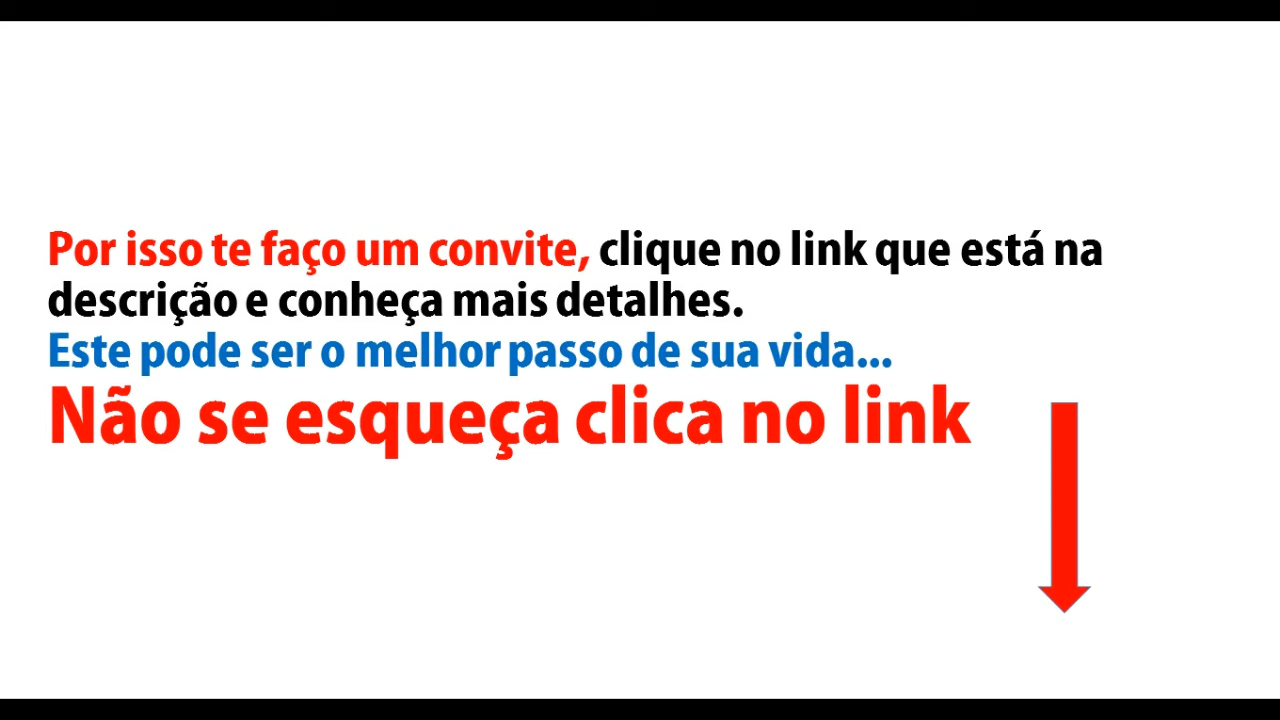 Por isso te faço um convite, clique no link que está na
descrição e conheça mais detalhes.
Este pode ser o melhor passo de sua vida...
Não se esqueça clica no link